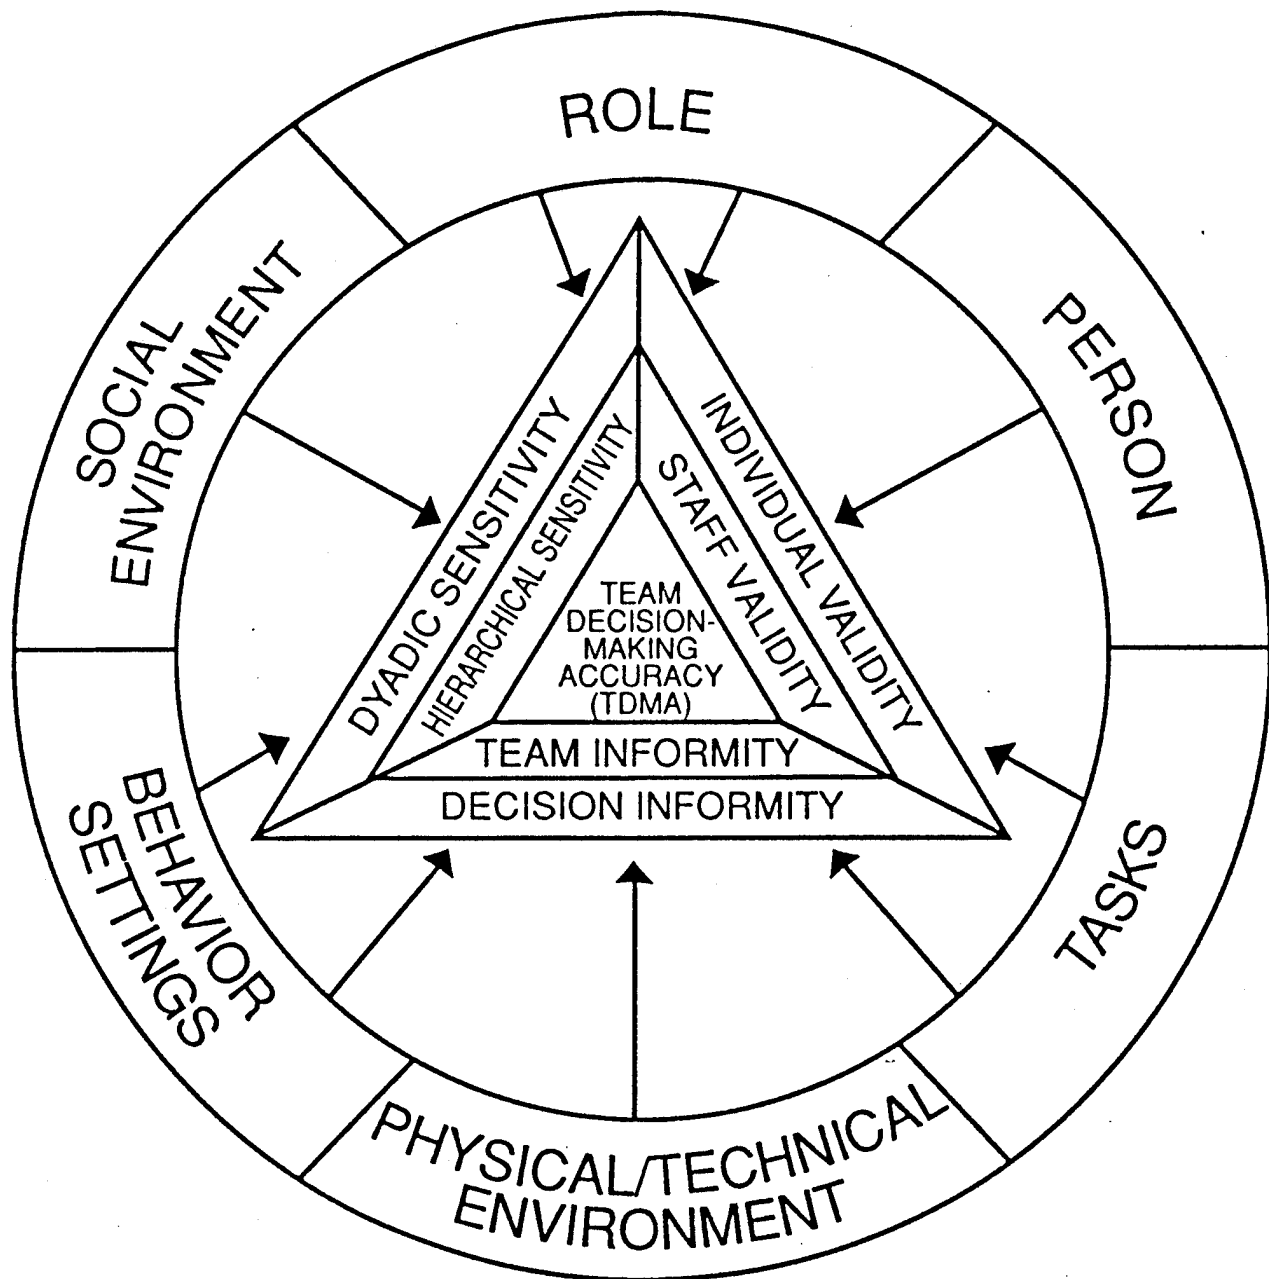 ROLE
PERSON
SOCIAL
ENVIRONMENT
INDIVIDUAL VALIDITY
STAFF VALIDITY
DYADIC SENSITIVITY
HIERARCHICAL SENSITIVITY
TEAM
DECISION-
MAKING
ACCURACY
(TDMA)
TEAM INFORMITY
DECISION INFORMITY
BEHAVIOR
SETTINGS
TASKS
PHYSICAL/TECHNICAL
ENVIRONMENT